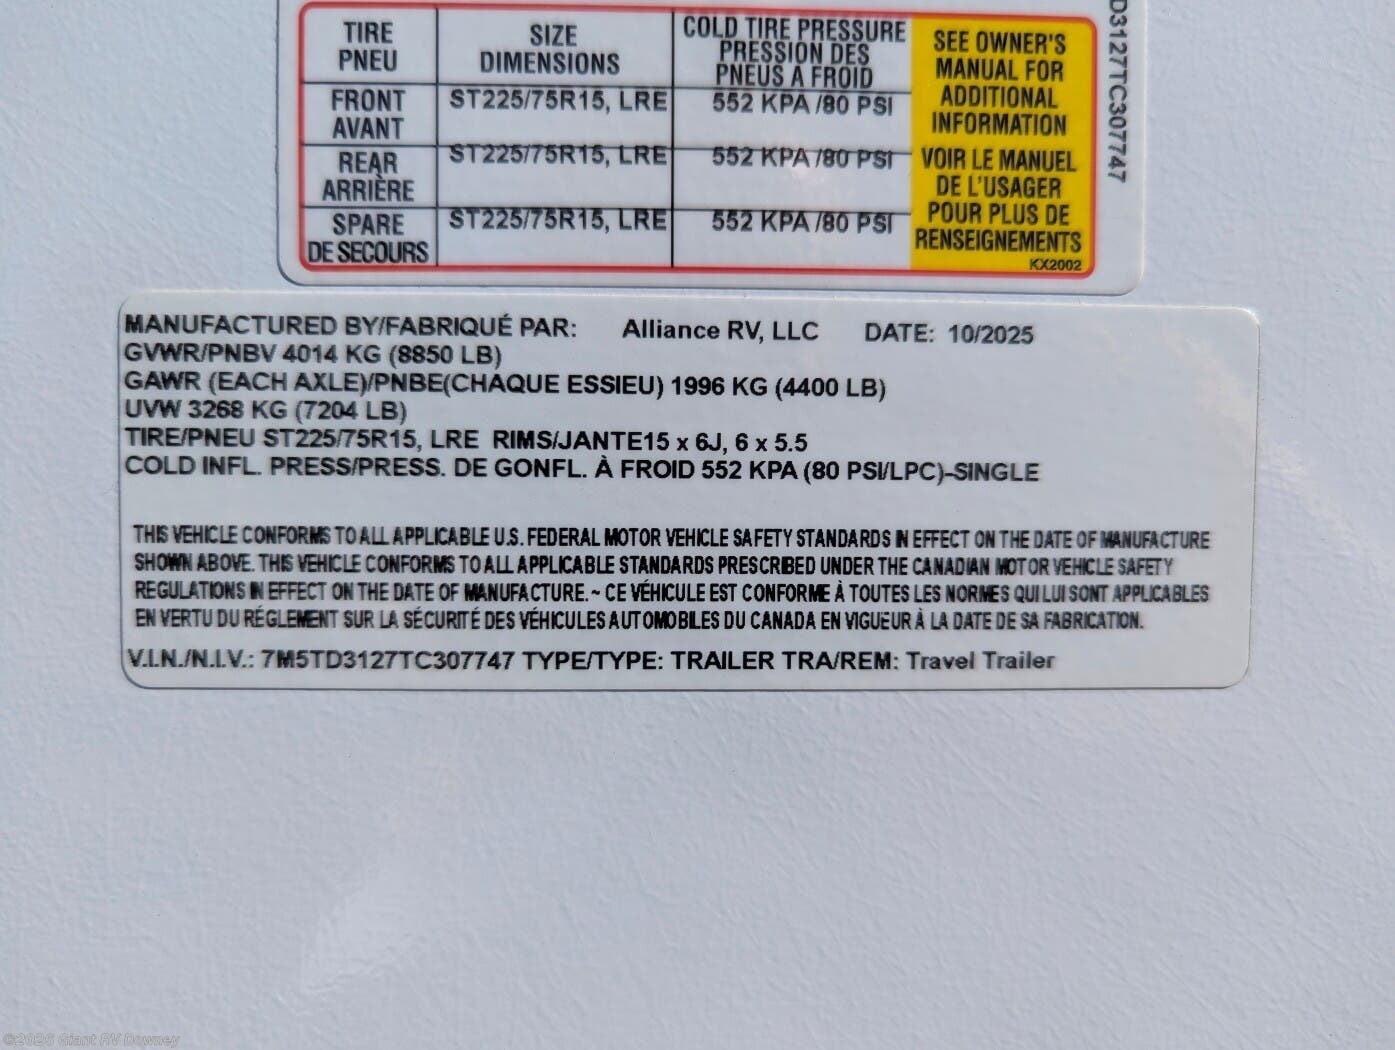 TIRE SIZE COLD TIRE PRESSURE
PNEU DIMENSIONS PRESSION DES
PNEUS A FROID
FRONT ST225/75R15, LRE 552 KPA /80 PSI
AVANT
REAR ST225/75R15, LRE 552 KPA /80 PSI
ARRIÈRE
SPARE ST225/75R15, LRE 552 KPA /80 PSI
DE SECOURS
SEE OWNER'S
MANUAL FOR
ADDITIONAL
INFORMATION
VOIR LE MANUEL
DE L'USAGER
POUR PLUS DE
RENSEIGNEMENTS
KX2002
D3127TC307747
MANUFACTURED BY/FABRIQUÉ PAR: Alliance RV, LLC DATE: 10/2025
GVWR/PNBV 4014 KG (8850 LB)
GAWR (EACH AXLE)/PNBE(CHAQUE ESSIEU) 1996 KG (4400 LB)
UVW 3268 KG (7204 LB)
TIRE/PNEU ST225/75R15, LRE RIMS/JANTE15 x 6J, 6 x 5.5
COLD INFL. PRESS/PRESS. DE GONFL. À FROID 552 KPA (80 PSI/LPC)-SINGLE
THIS VEHICLE CONFORMS TO ALL APPLICABLE U.S. FEDERAL MOTOR VEHICLE SAFETY STANDARDS IN EFFECT ON THE DATE OF MANUFACTURE
SHOWN ABOVE. THIS VEHICLE CONFORMS TO ALL APPLICABLE STANDARDS PRESCRIBED UNDER THE CANADIAN MOTOR VEHICLE SAFETY
REGULATIONS IN EFFECT ON THE DATE OF MANUFACTURE. ~ CE VÉHICULE EST CONFORME À TOUTES LES NORMES QUI LUI SONT APPLICABLES
EN VERTU DU RÉGLEMENT SUR LA SÉCURITÉ DES VÉHICULES AUTOMOBILES DU CANADA EN VIGUEUR À LA DATE DE SA FABRICATION.
V.I.N./N.I.V.: 7M5TD3127TC307747 TYPE/TYPE: TRAILER TRA/REM: Travel Trailer
©2026 Giant RV Downey